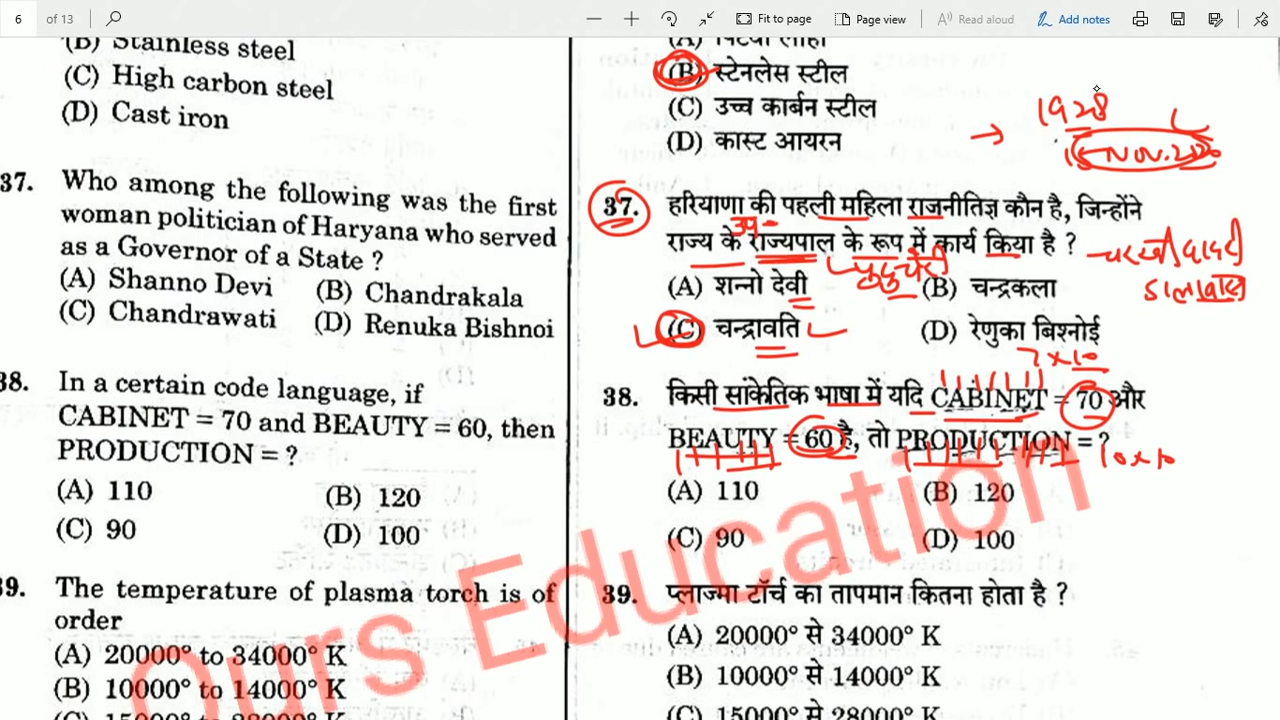 6 of 13 Fit to page Page view Read aloud Add notes
(B) Stainless steel
(C) High carbon steel
(D) Cast iron
37. Who among the following was the first
woman politician of Haryana who served
as a Governor of a State ?
(A) Shanno Devi (B) Chandrakala
(C) Chandrawati (D) Renuka Bishnoi
38. In a certain code language, if
CABINET = 70 and BEAUTY = 60, then
PRODUCTION = ?
(A) 110 (B) 120
(C) 90 (D) 100
39. The temperature of plasma torch is of
order
(A) 20000° to 34000° K
(B) 10000° to 14000° K
(A) पिटवाँ लोहा
(B) स्टेनलेस स्टील
(C) उच्च कार्बन स्टील
(D) कास्ट आयरन
1928
Nov. 2020
37. हरियाणा की पहली महिला राजनीतिज्ञ कौन है, जिन्होंने
राज्य के राज्यपाल के रूप में कार्य किया है ?
(A) शन्नो देवी (B) चन्द्रकला
(C) चन्द्रावति (D) रेणुका बिश्नोई
7 x 10
38. किसी सांकेतिक भाषा में यदि CABINET = 70 और
BEAUTY = 60 है, तो PRODUCTION = ?
10 x 10
(A) 110 (B) 120
(C) 90 (D) 100
39. प्लाज्मा टॉर्च का तापमान कितना होता है ?
(A) 20000° से 34000° K
(B) 10000° से 14000° K
(C) 15000° से 28000° K
Ours Education